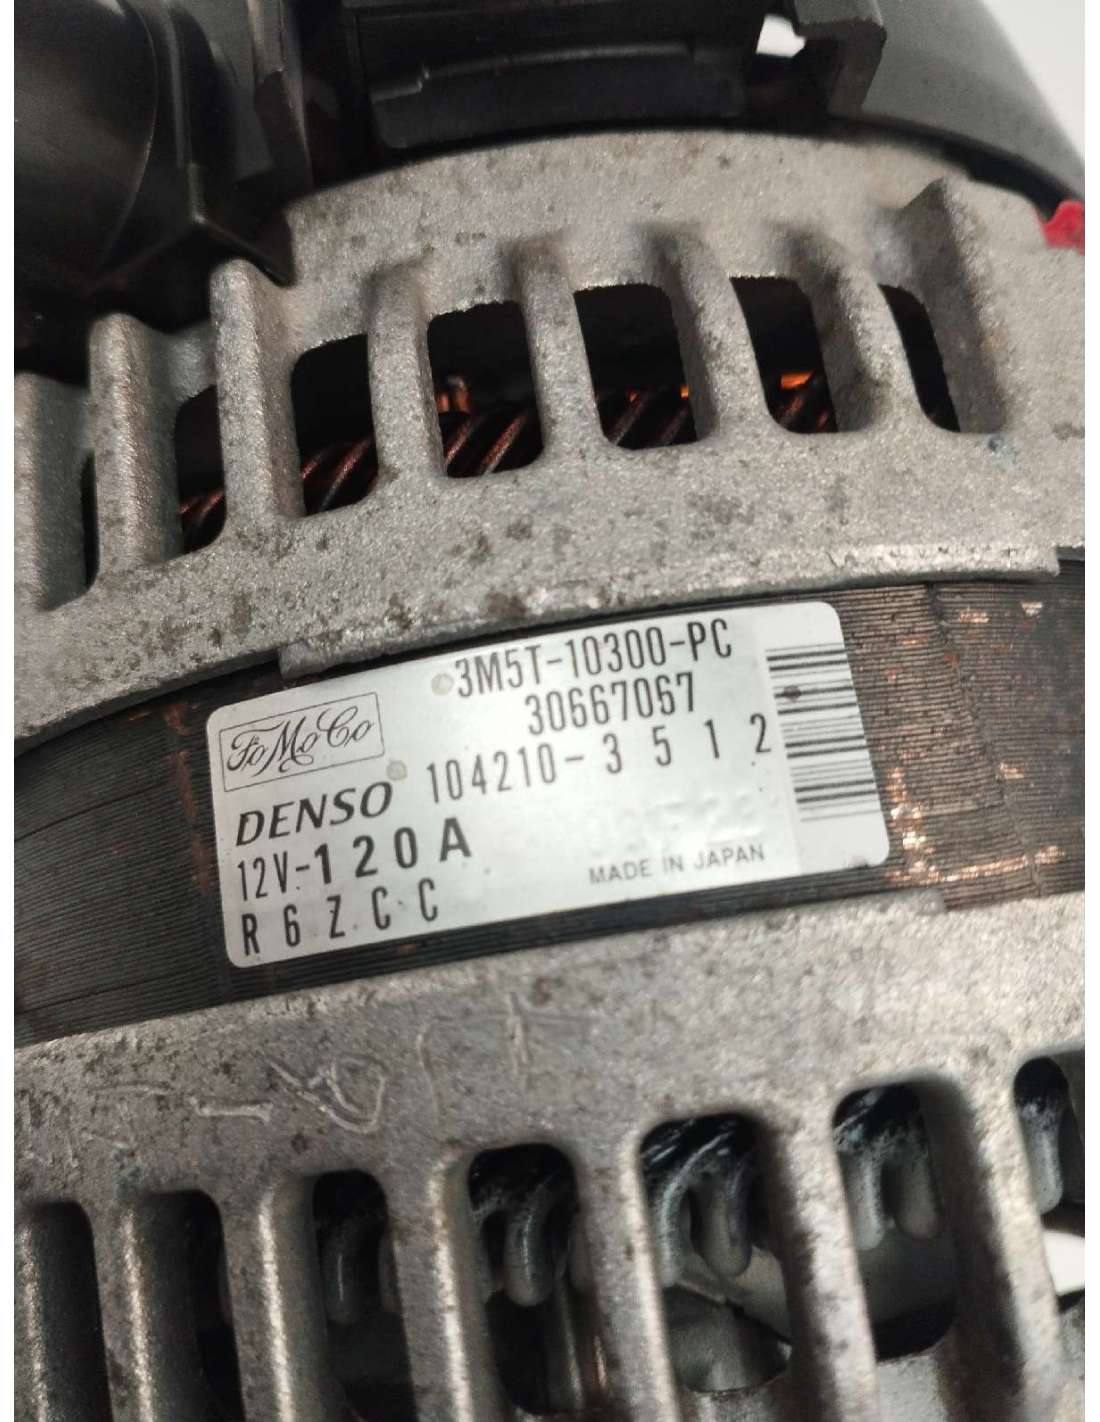 3M5T-10300-PC
30667067
FoMoCo
DENSO 104210-3512
12V-120A
MADE IN JAPAN
R6ZCC